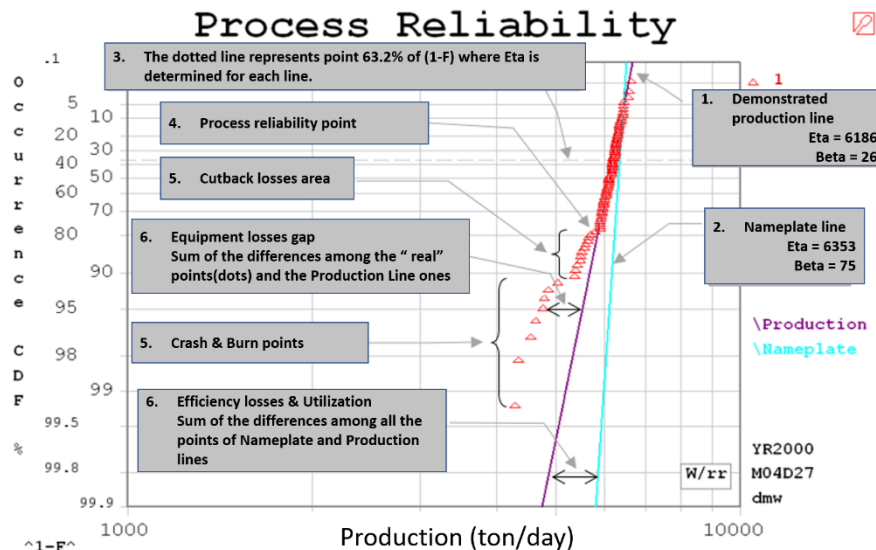 Process Reliability
3. The dotted line represents point 63.2% of (1-F) where Eta is
determined for each line.
1
1. Demonstrated
production line
Eta = 6186
Beta = 26
4. Process reliability point
5. Cutback losses area
2. Nameplate line
Eta = 6353
Beta = 75
6. Equipment losses gap
Sum of the differences among the “ real”
points(dots) and the Production Line ones
5. Crash & Burn points
\Production
\Nameplate
6. Efficiency losses & Utilization
Sum of the differences among all the
points of Nameplate and Production
lines
W/rr
YR2000
M04D27
dmw
Occurrence CDF %
.1
5
10
20
30
40
50
60
70
80
90
95
98
99
99.5
99.8
99.9
^1-F^
1000
Production (ton/day)
10000